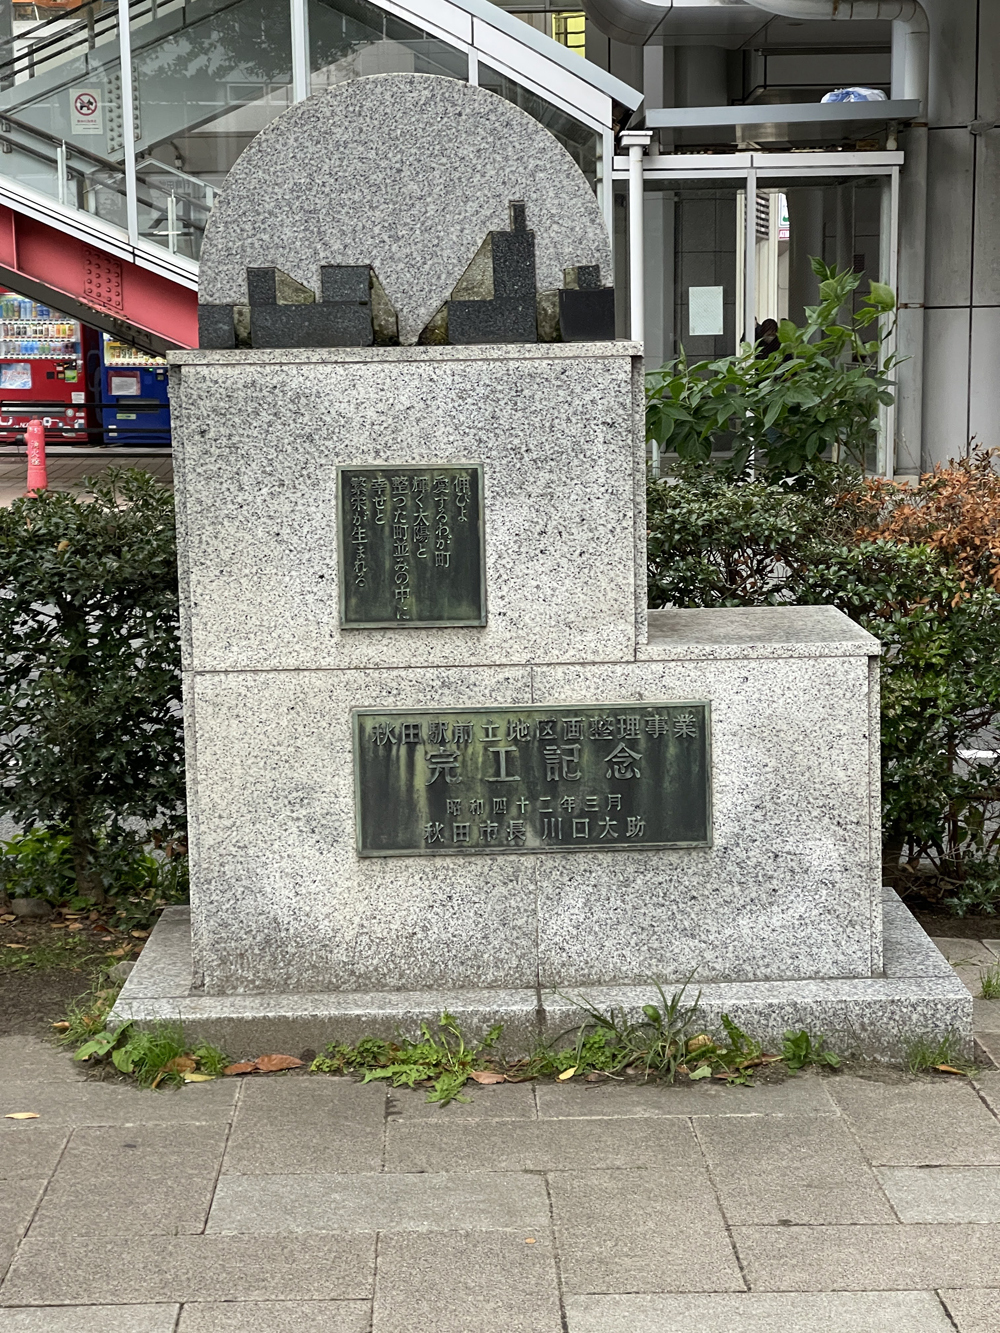 伸びよ
愛するわが町
輝く太陽と
整った町並みの中に
幸せと
繁栄が生まれる
秋田駅前土地区画整理事業
完工記念
昭和四十二年三月
秋田市長 川口大助